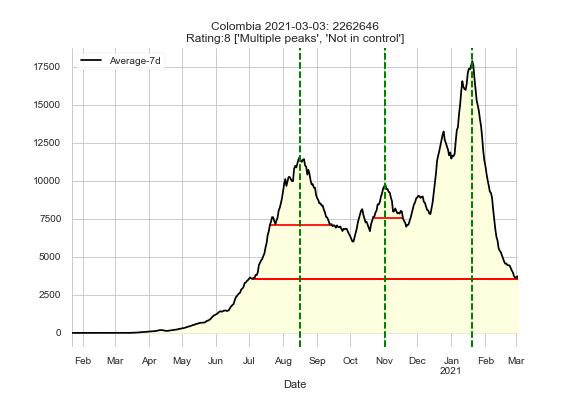 Colombia 2021-03-03: 2262646
Rating:8 ['Multiple peaks', 'Not in control']
Average-7d
17500
15000
12500
10000
7500
5000
2500
0
Feb Mar Apr May Jun Jul Aug Sep Oct Nov Dec Jan Feb Mar
2021
Date